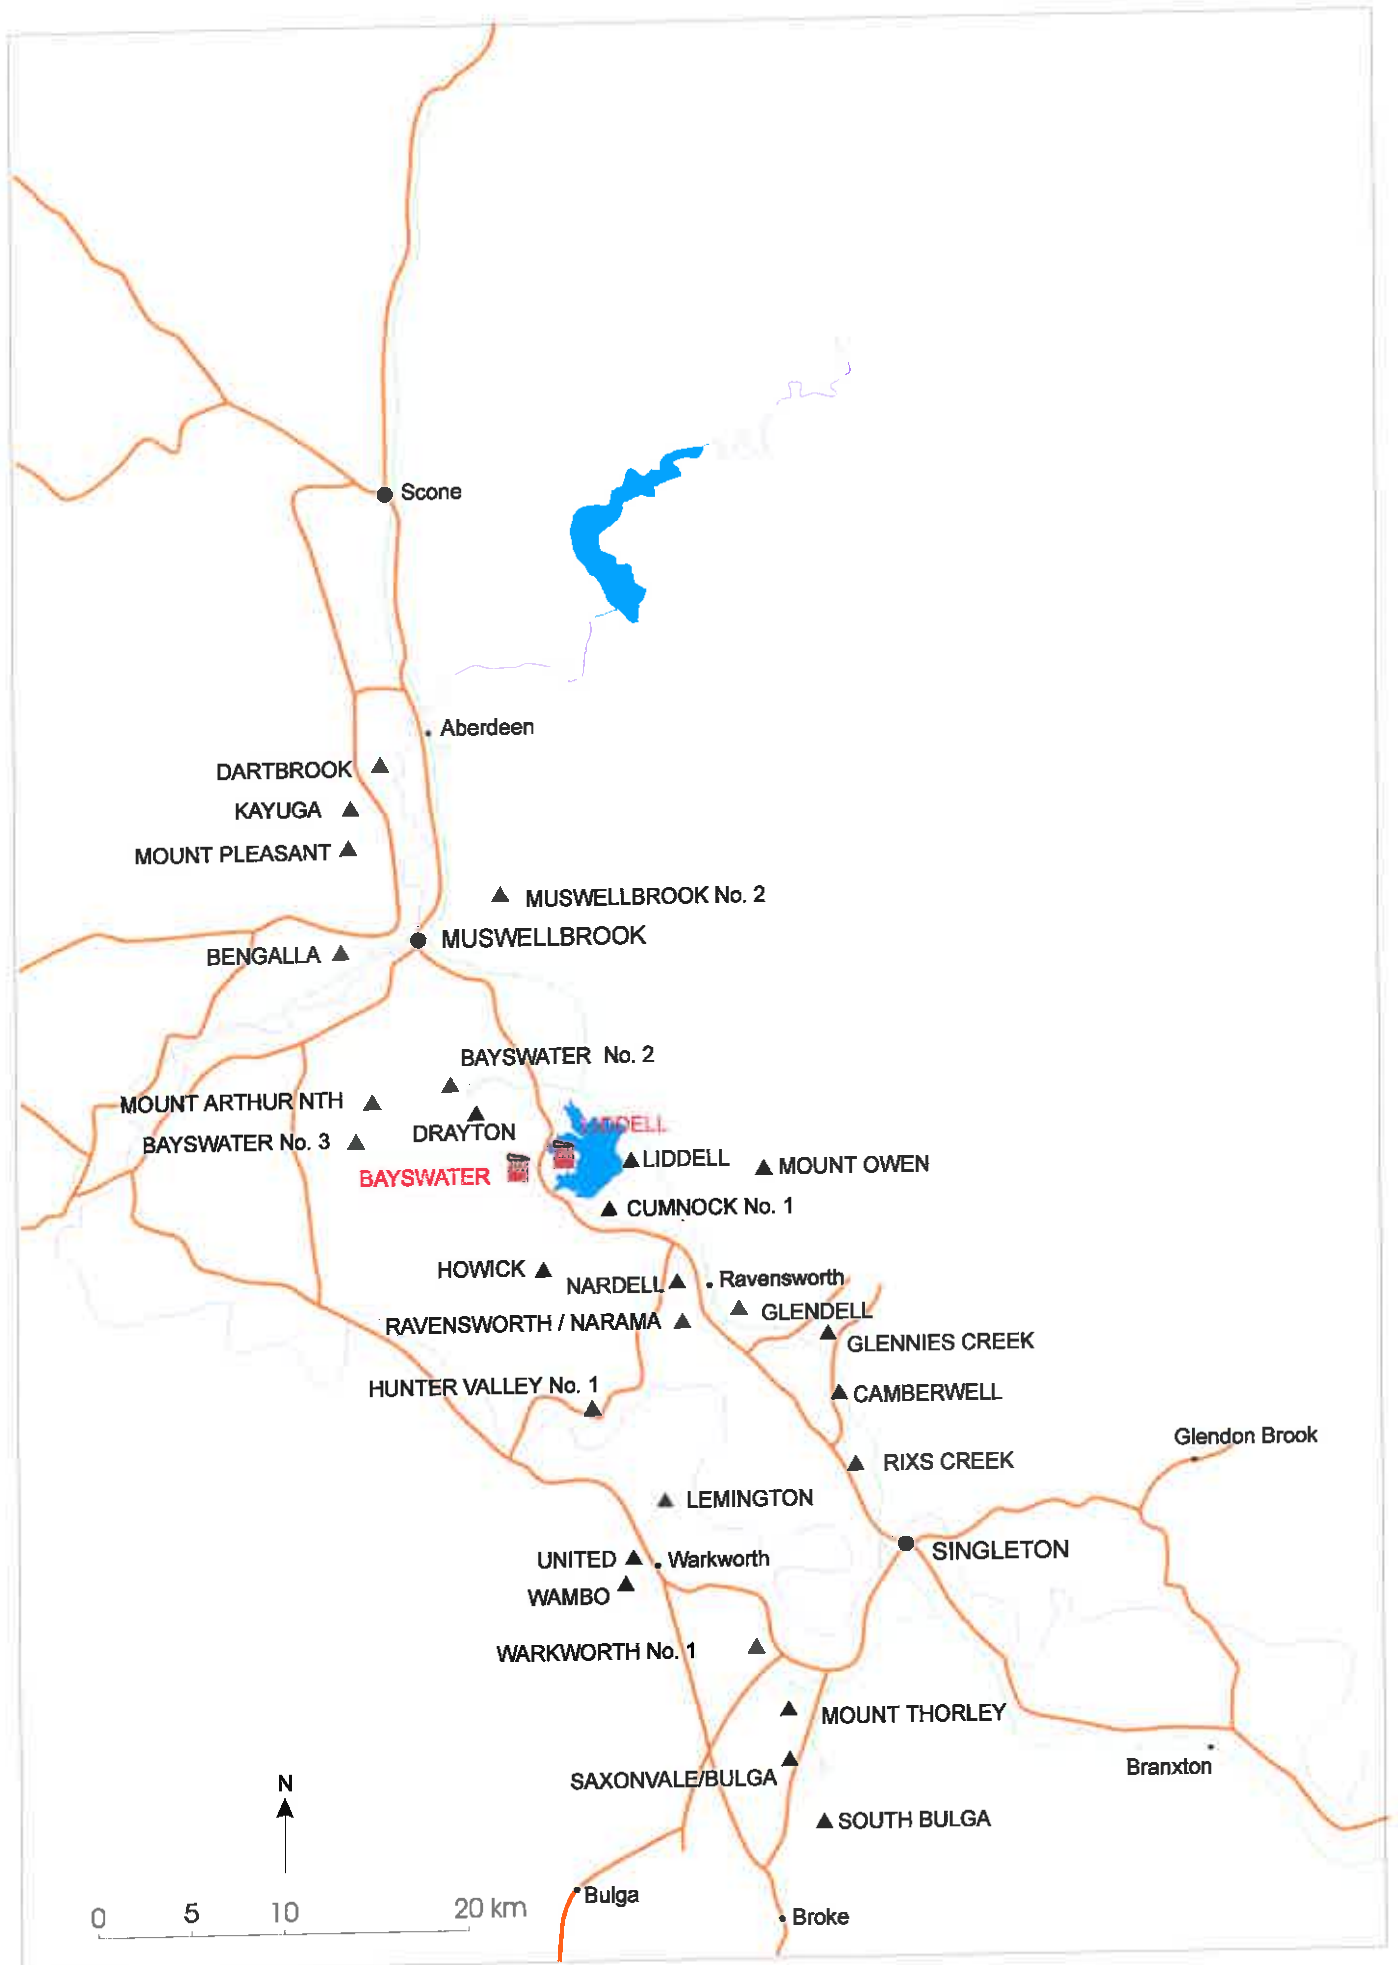 Scone
Aberdeen
DARTBROOK
KAYUGA
MOUNT PLEASANT
MUSWELLBROOK No. 2
MUSWELLBROOK
BENGALLA
BAYSWATER No. 2
MOUNT ARTHUR NTH
LIDDELL
DRAYTON
BAYSWATER No. 3
LIDDELL
MOUNT OWEN
BAYSWATER
CUMNOCK No. 1
HOWICK
NARDELL
Ravensworth
GLENDELL
RAVENSWORTH / NARAMA
GLENNIES CREEK
HUNTER VALLEY No. 1
CAMBERWELL
Glendon Brook
RIXS CREEK
LEMINGTON
SINGLETON
UNITED
Warkworth
WAMBO
WARKWORTH No. 1
MOUNT THORLEY
Branxton
SAXONVALE/BULGA
N
SOUTH BULGA
Bulga
0 5 10 20 km
Broke